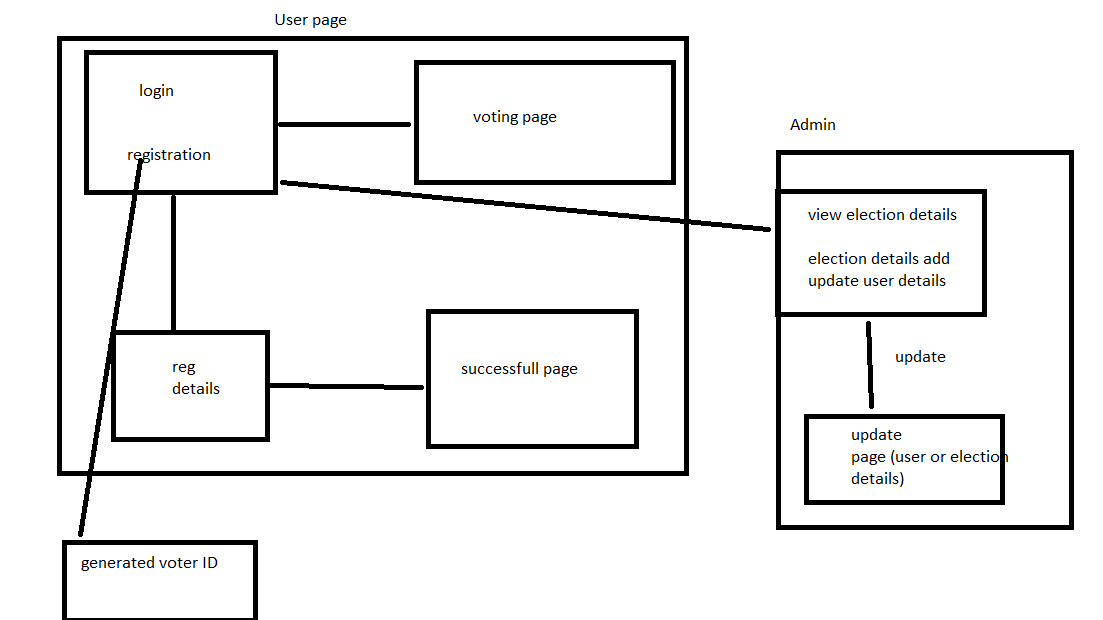 User page
login
registration
voting page
Admin
view election details
election details add
update user details
update
reg
details
successfull page
update
page (user or election
details)
generated voter ID